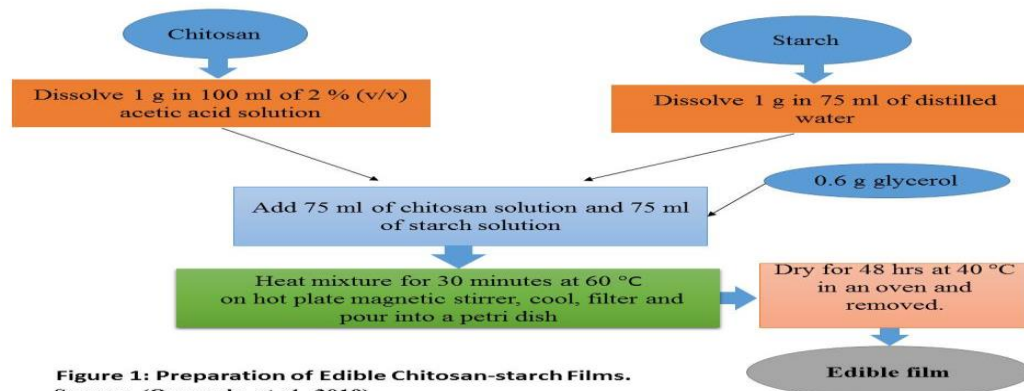 Chitosan
Starch
Dissolve 1 g in 100 ml of 2 % (v/v)
acetic acid solution
Dissolve 1 g in 75 ml of distilled
water
0.6 g glycerol
Add 75 ml of chitosan solution and 75 ml
of starch solution
Heat mixture for 30 minutes at 60 °C
on hot plate magnetic stirrer, cool, filter and
pour into a petri dish
Dry for 48 hrs at 40 °C
in an oven and
removed.
Edible film
Figure 1: Preparation of Edible Chitosan-starch Films.